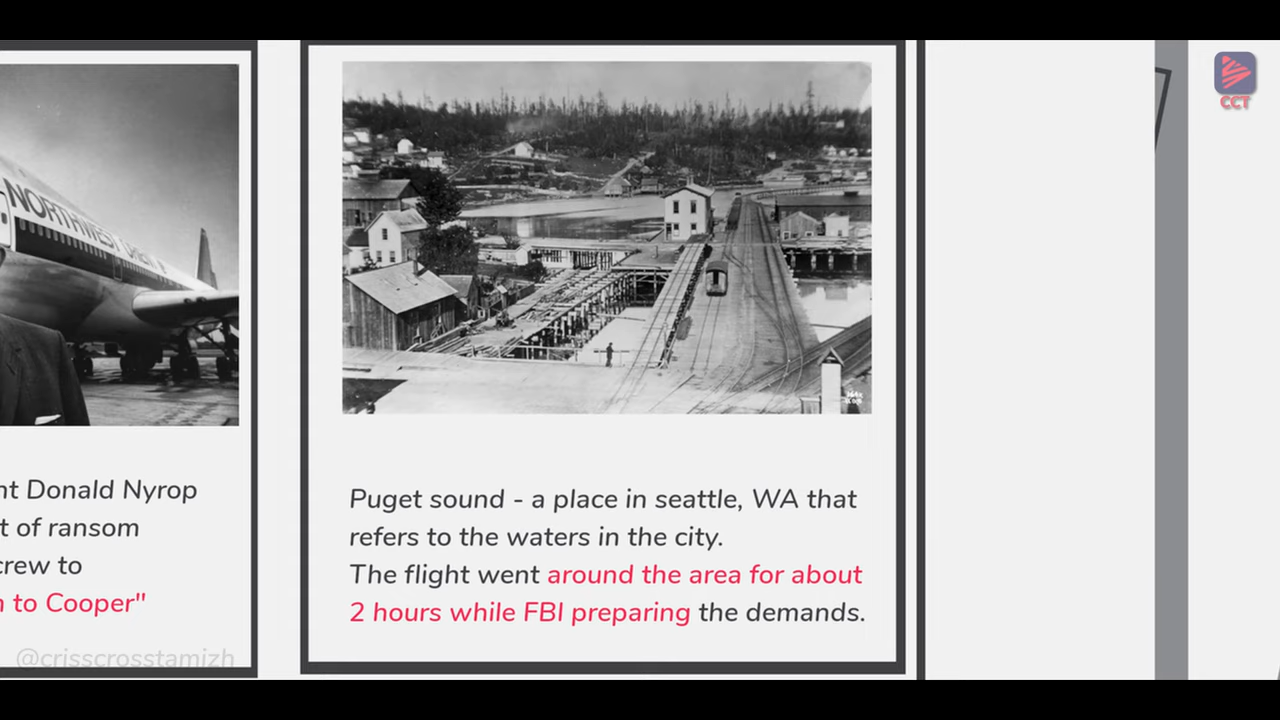 CCT
NORTHWEST
nt Donald Nyrop
t of ransom
crew to
n to Cooper"
@crisscrosstamizh
Puget sound - a place in seattle, WA that
refers to the waters in the city.
The flight went around the area for about
2 hours while FBI preparing the demands.